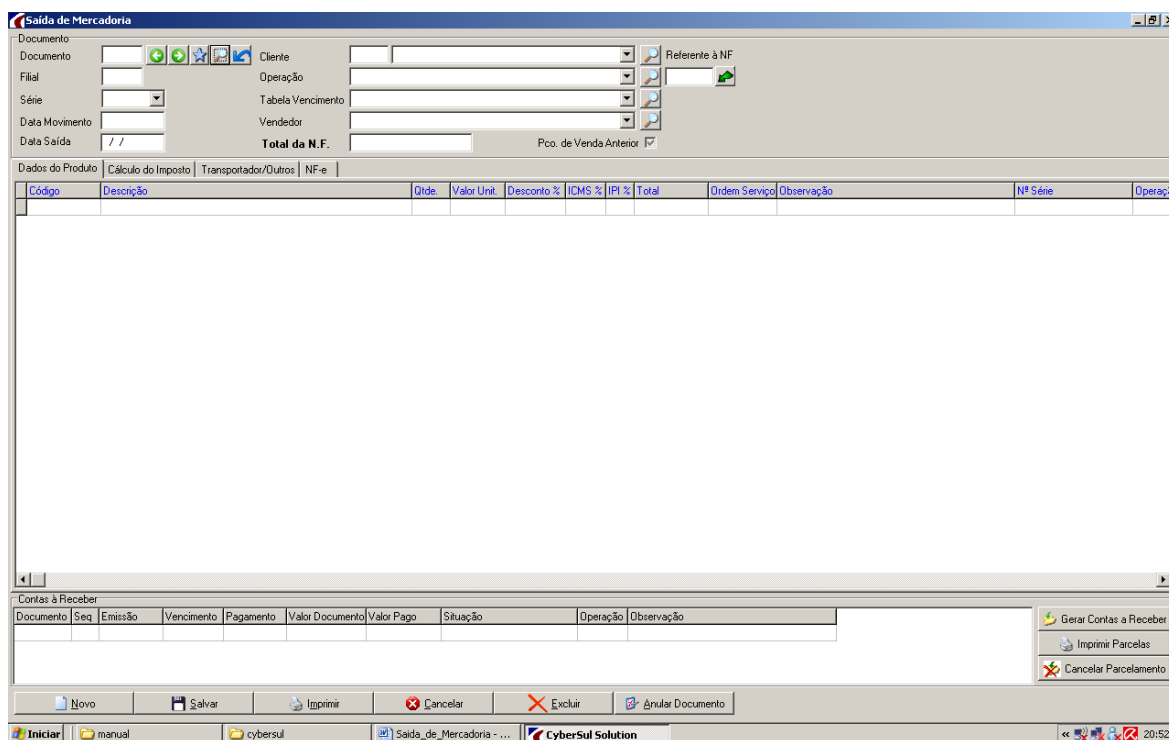 Saída de Mercadoria
Documento
Documento
Cliente
Referente à NF
Filial
Operação
Série
Tabela Vencimento
Data Movimento
Vendedor
Data Saída
/ /
Total da N.F.
Pco. de Venda Anterior
Dados do Produto
Cálculo do Imposto
Transportador/Outros
NF-e
Código Descrição Qtde. Valor Unit. Desconto % ICMS % IPI % Total Ordem Serviço Observação Nº Série Operaçã
Contas à Receber
Documento Seq Emissão Vencimento Pagamento Valor Documento Valor Pago Situação Operação Observação
Gerar Contas a Receber
Imprimir Parcelas
Cancelar Parcelamento
Novo Salvar Imprimir Cancelar Excluir Anular Documento
Iniciar manual cybersul Saida_de_Mercadoria - ... CyberSul Solution 20:52